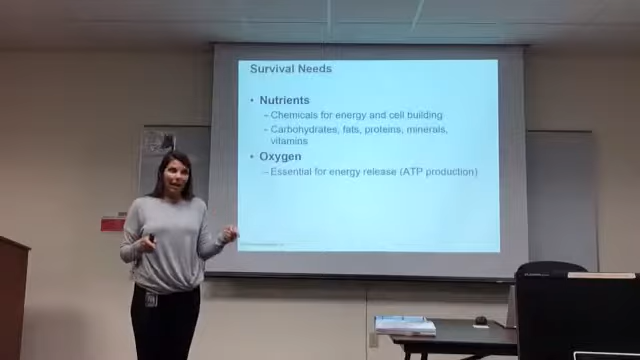 Survival Needs
• Nutrients
– Chemicals for energy and cell building
– Carbohydrates, fats, proteins, minerals,
vitamins
• Oxygen
– Essential for energy release (ATP production)